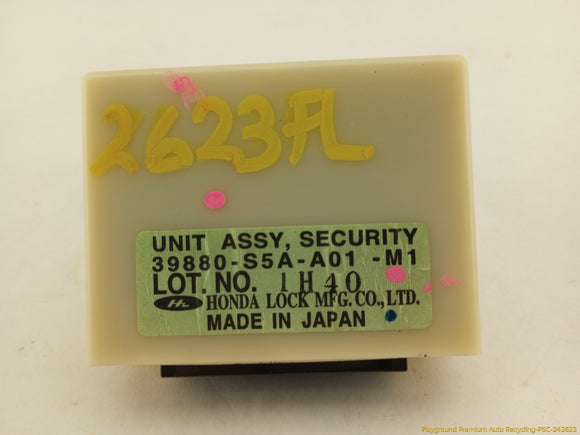 2623FL
UNIT ASSY, SECURITY
39880-S5A-A01 -M1
LOT. NO. 1H40
HL HONDA LOCK MFG. CO., LTD.
MADE IN JAPAN
Playground Premium Auto Recycling-PSC-242623